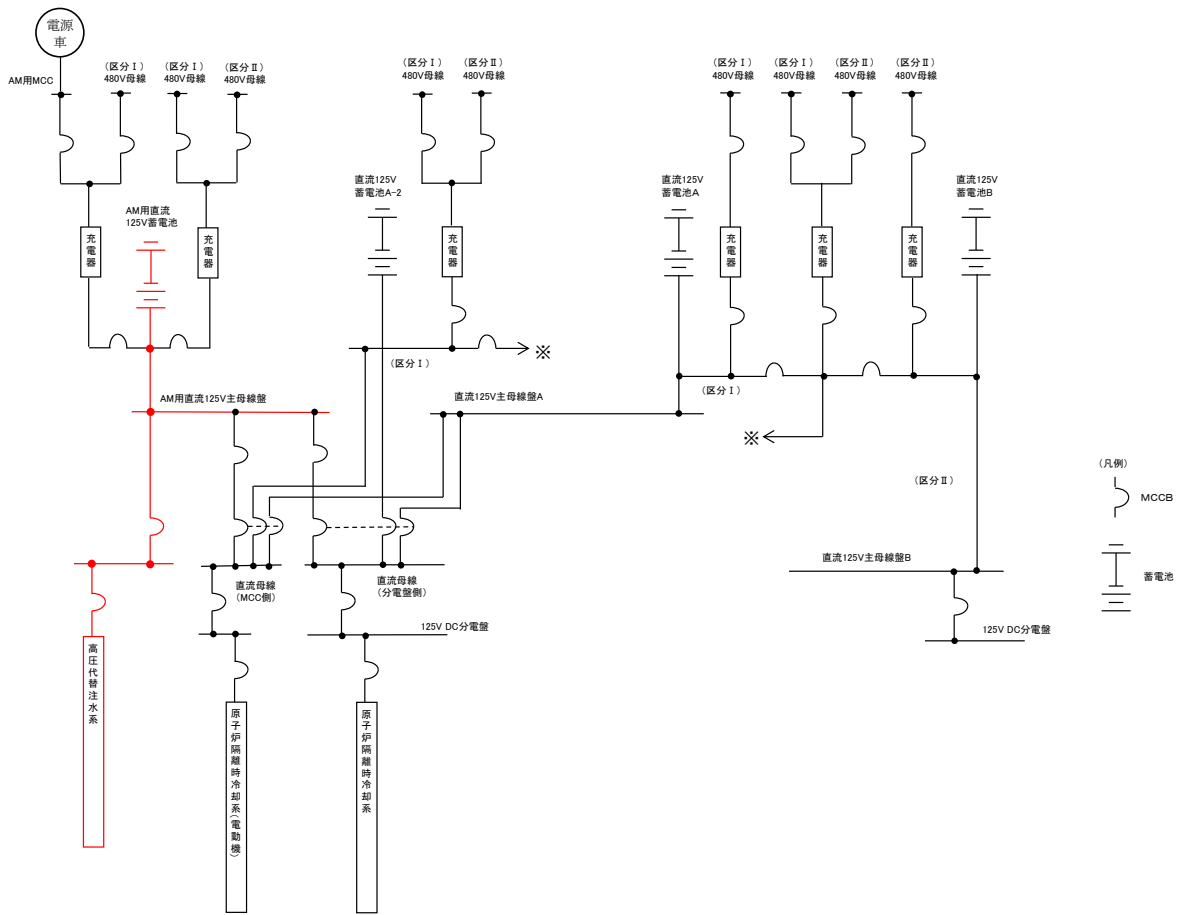 電源
車
AM用MCC
(区分Ⅰ)
480V母線
(区分Ⅰ)
480V母線
(区分Ⅱ)
480V母線
(区分Ⅰ)
480V母線
(区分Ⅱ)
480V母線
(区分Ⅰ)
480V母線
(区分Ⅰ)
480V母線
(区分Ⅱ)
480V母線
(区分Ⅱ)
480V母線
AM用直流
125V蓄電池
直流125V
蓄電池A-2
直流125V
蓄電池A
直流125V
蓄電池B
充電器
充電器
充電器
充電器
充電器
充電器
※
(区分Ⅰ)
(区分Ⅰ)
AM用直流125V主母線盤
直流125V主母線盤A
※
(区分Ⅱ)
(凡例)
MCCB
蓄電池
直流125V主母線盤B
直流母線
(MCC側)
直流母線
(分電盤側)
125V DC分電盤
125V DC分電盤
高圧代替注水系
原子炉隔離時冷却系(電動機)
原子炉隔離時冷却系